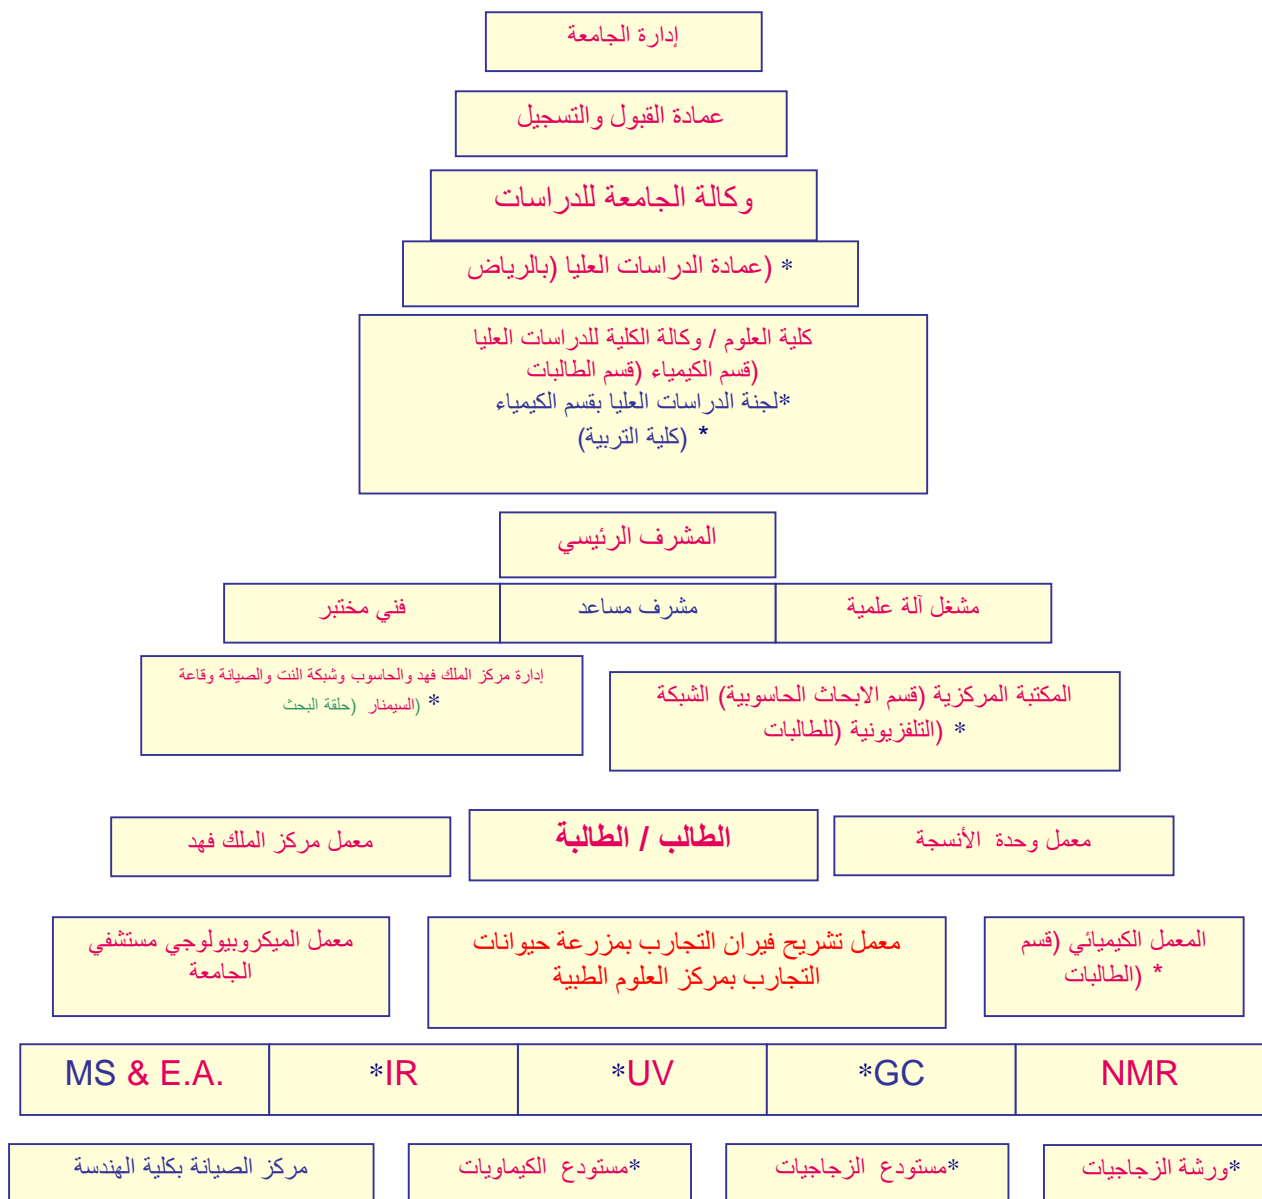 إدارة الجامعة
عمادة القبول والتسجيل
وكالة الجامعة للدراسات
* (عمادة الدراسات العليا (بالرياض
كلية العلوم / وكالة الكلية للدراسات العليا
(قسم الكيمياء (قسم الطالبات
*لجنة الدراسات العليا بقسم الكيمياء
* (كلية التربية)
المشرف الرئيسي
مشغل آلة علمية
مشرف مساعد
فني مختبر
المكتبة المركزية (قسم الابحاث الحاسوبية) الشبكة
* (التلفزيونية (للطالبات
إدارة مركز الملك فهد والحاسوب وشبكة النت والصيانة وقاعة
* (السيمنار (حلقة البحث
معمل وحدة الأنسجة
الطالب / الطالبة
معمل مركز الملك فهد
المعمل الكيميائي (قسم
* (الطالبات
معمل تشريح فيران التجارب بمزرعة حيوانات
التجارب بمركز العلوم الطبية
معمل الميكروبيولوجي مستشفي
الجامعة
MS & E.A.
*IR
*UV
*GC
NMR
*ورشة الزجاجيات
*مستودع الزجاجيات
*مستودع الكيماويات
مركز الصيانة بكلية الهندسة